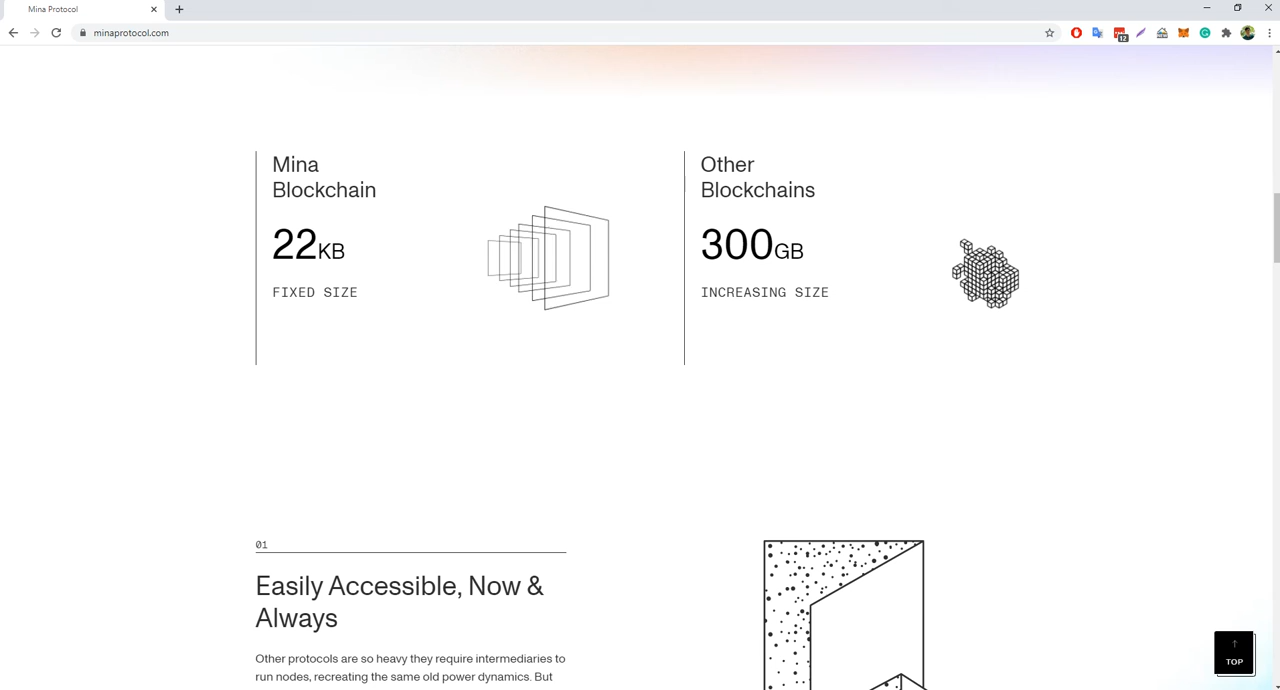 Mina Protocol
minaprotocol.com
12
Mina
Blockchain
22KB
FIXED SIZE
Other
Blockchains
300GB
INCREASING SIZE
01
Easily Accessible, Now &
Always
Other protocols are so heavy they require intermediaries to
run nodes, recreating the same old power dynamics. But
TOP